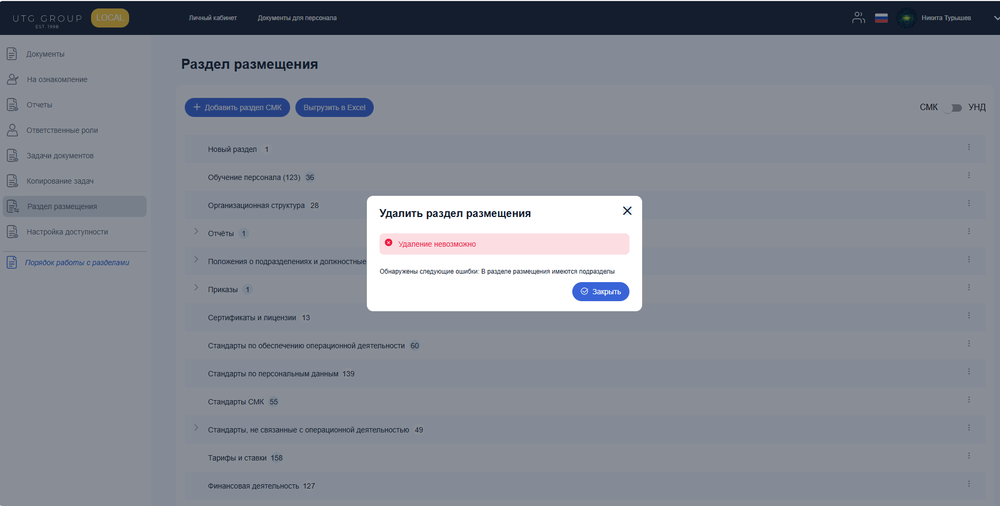 UTG GROUP
EST. 1998
LOCAL
Личный кабинет
Документы для персонала
Никита Турышев
Документы
На ознакомление
Отчеты
Ответственные роли
Задачи документов
Копирование задач
Раздел размещения
Настройка доступности
Порядок работы с разделами
Раздел размещения
Добавить раздел СМК
Выгрузить в Excel
СМК
УНД
Новый раздел 1
Обучение персонала (123) 36
Организационная структура 28
Отчёты 1
Положения о подразделениях и должностные
Приказы 1
Сертификаты и лицензии 13
Стандарты по обеспечению операционной деятельности 60
Стандарты по персональным данным 139
Стандарты СМК 55
Стандарты, не связанные с операционной деятельностью 49
Тарифы и ставки 158
Финансовая деятельность 127
Удалить раздел размещения
Удаление невозможно
Обнаружены следующие ошибки: В разделе размещения имеются подразделы
Закрыть